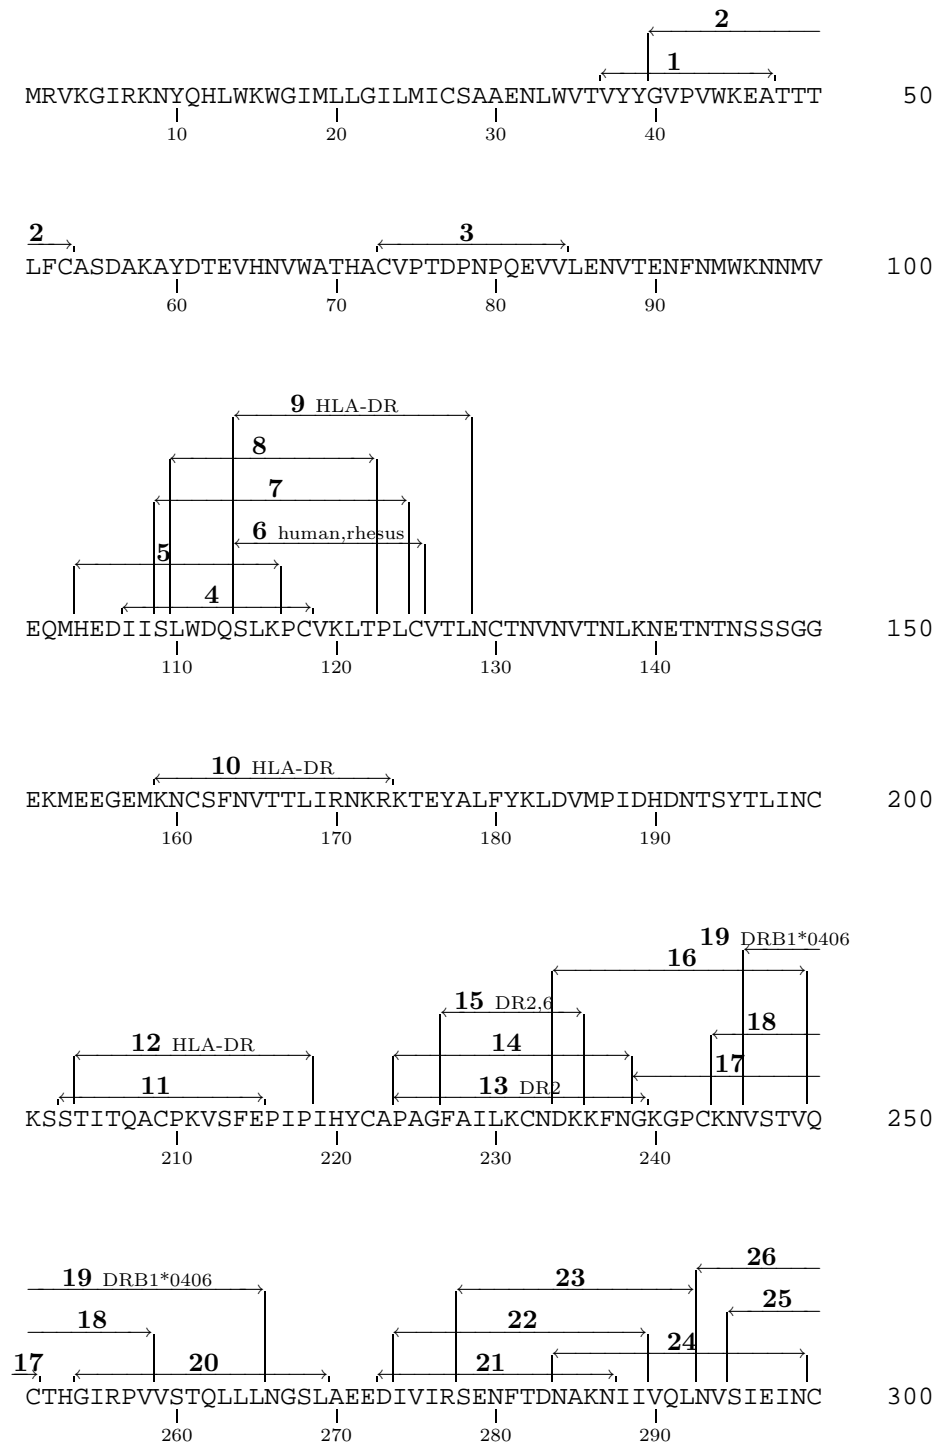 2
1
MRVKGIRKNYQHLWKWGIMLLGILMICSAAENLWVTVYYGVPVWKEATTT 50
10 20 30 40
2 3
LFCASDAKAYDTEVHNVWATHACVPTDPNPQEVVLENVTENFNMWKNNMV 100
60 70 80 90
9 HLA-DR
8
7
6 human,rhesus
5
4
EQMHEDIISLWDQSLKPCVKLTPLCVTLNCTNVNVTNLKNETNTNSSSGG 150
110 120 130 140
10 HLA-DR
EKMEEGEMKNCSFNVTTLIRNKRKTEYALFYKLDVMPIDHDNTSYTLINC 200
160 170 180 190
19 DRB1*0406
16
15 DR2,6
18
12 HLA-DR 14
17
11 13 DR2
KSSTITQACPKVSFEPIPIHYCAPAGFAILKCNDKKFNGKGPCKNVSTVQ 250
210 220 230 240
26
19 DRB1*0406 23
25
18 22
24
17 20 21
CTHGIRPVVSTQLLLNGSLAEEDIVIRSENFTDNAKNIIVQLNVSIEINC 300
260 270 280 290